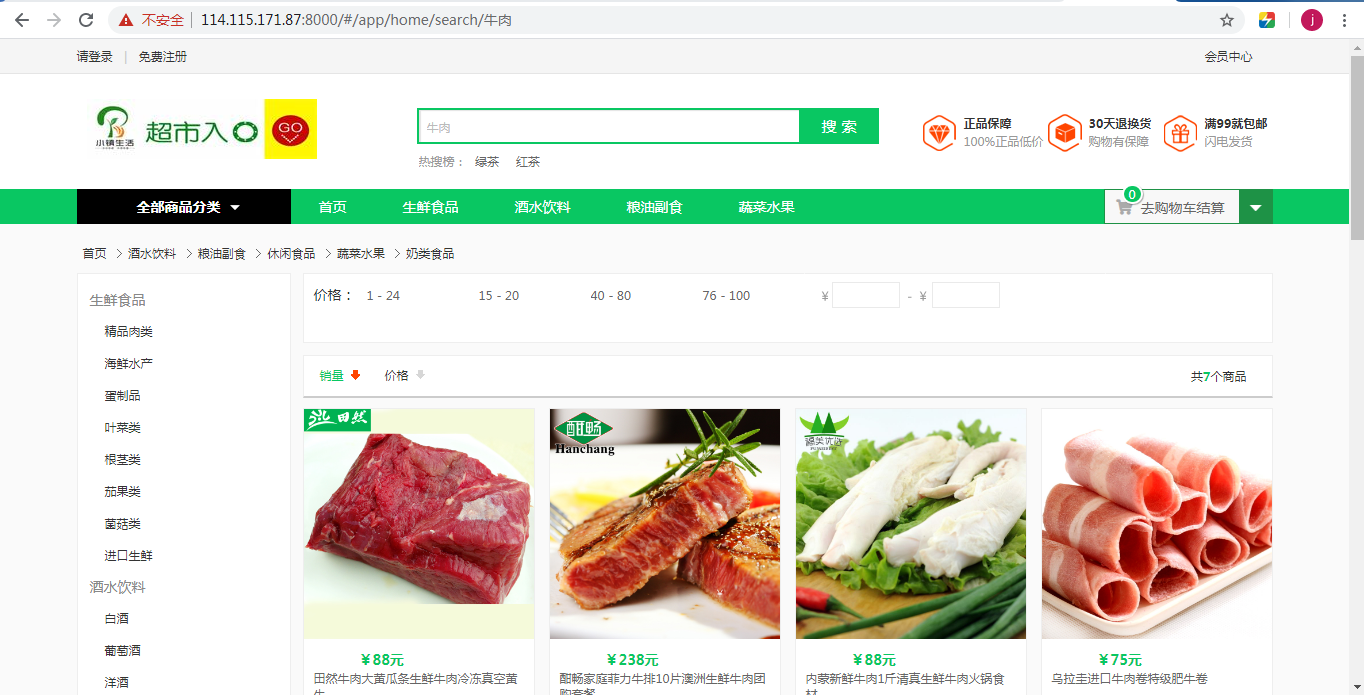 不安全 114.115.171.87:8000/#/app/home/search/牛肉
j
请登录 免费注册 会员中心
小镇生活 超市入口 GO
牛肉 搜 索
热搜榜： 绿茶 红茶
正品保障
100%正品低价
30天退换货
购物有保障
满99就包邮
闪电发货
全部商品分类 首页 生鲜食品 酒水饮料 粮油副食 蔬菜水果
0 去购物车结算
首页 > 酒水饮料 > 粮油副食 > 休闲食品 > 蔬菜水果 > 奶类食品
生鲜食品
精品肉类
海鲜水产
蛋制品
叶菜类
根茎类
茄果类
菌菇类
进口生鲜
酒水饮料
白酒
葡萄酒
洋酒
价格： 1 - 24 15 - 20 40 - 80 76 - 100 ¥ - ¥
销量 价格 共7个商品
田然
酣畅
Hanchang
¥88元
田然牛肉大黄瓜条生鲜牛肉冷冻真空黄
牛
¥238元
酣畅家庭菲力牛排10片澳洲生鲜牛肉团
购套餐
¥88元
内蒙新鲜牛肉1斤清真生鲜牛肉火锅食
材
¥75元
乌拉圭进口牛肉卷特级肥牛卷